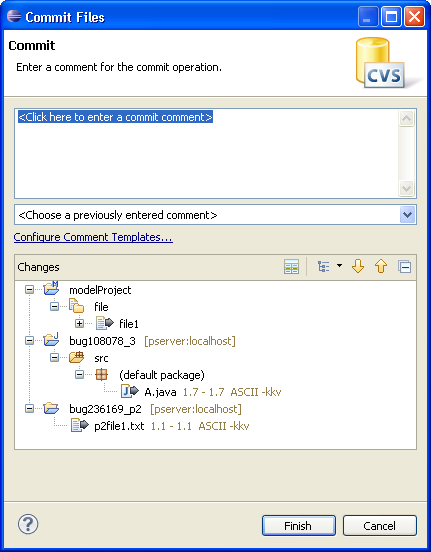 Commit Files
Commit
Enter a comment for the commit operation.
CVS
<Click here to enter a commit comment>
<Choose a previously entered comment>
Configure Comment Templates...
Changes
modelProject
file
file1
bug108078_3 [pserver:localhost]
src
(default package)
A.java 1.7 - 1.7 ASCII -kkv
bug236169_p2 [pserver:localhost]
p2file1.txt 1.1 - 1.1 ASCII -kkv
Finish Cancel